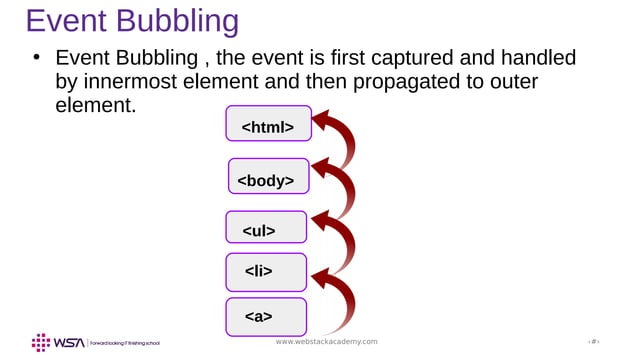 Event Bubbling
• Event Bubbling , the event is first captured and handled
by innermost element and then propagated to outer
element.
<html>
<body>
<ul>
<li>
<a>
WSA Forward looking IT finishing school
www.webstackacademy.com
‹#›